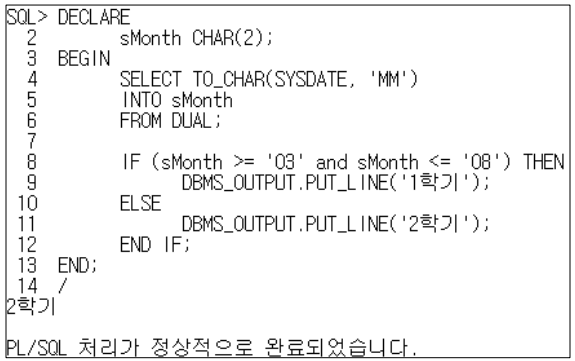 SQL> DECLARE
  2          sMonth CHAR(2);
  3  BEGIN
  4          SELECT TO_CHAR(SYSDATE, 'MM')
  5          INTO sMonth
  6          FROM DUAL;
  7
  8          IF (sMonth >= '03' and sMonth <= '08') THEN
  9                  DBMS_OUTPUT.PUT_LINE('1학기');
 10          ELSE
 11                  DBMS_OUTPUT.PUT_LINE('2학기');
 12          END IF;
 13  END;
 14  /
2학기
PL/SQL 처리가 정상적으로 완료되었습니다.